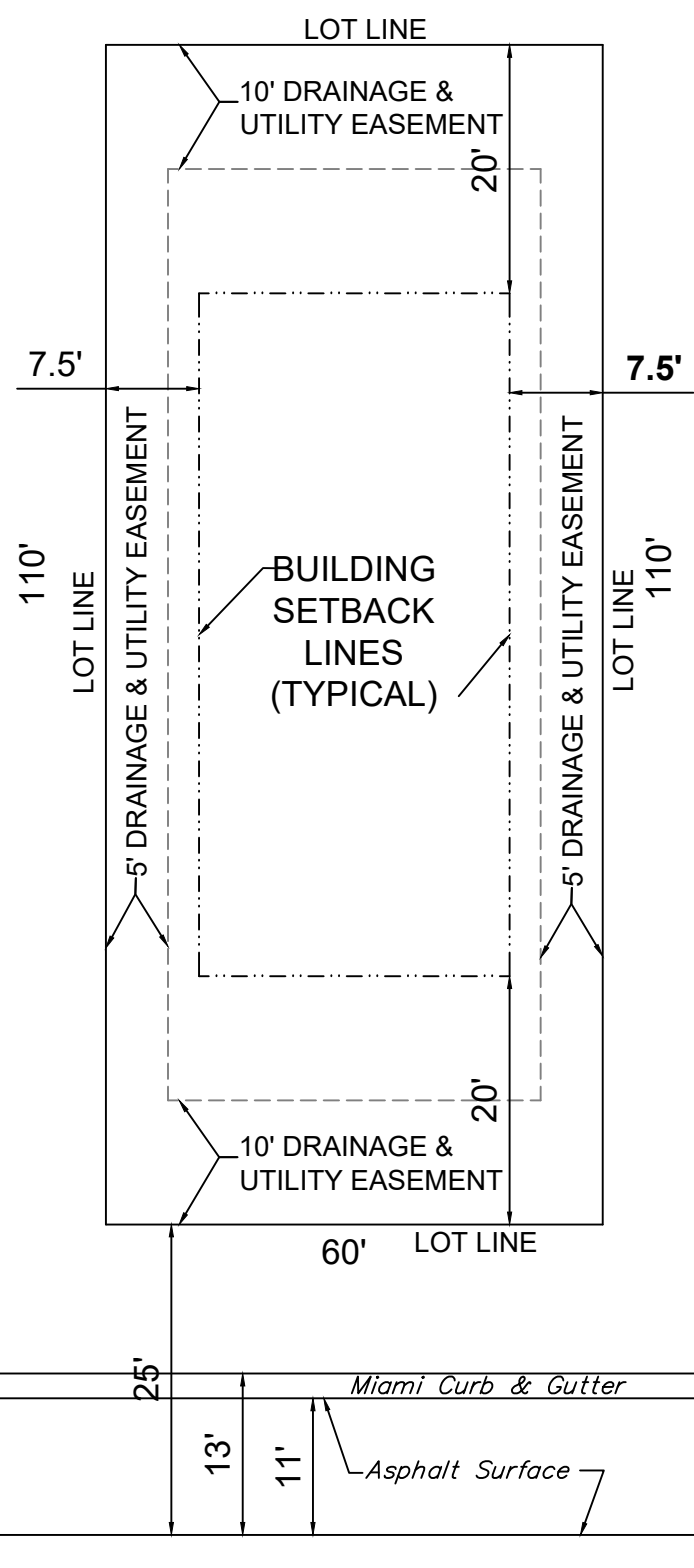 LOT LINE
10' DRAINAGE &
UTILITY EASEMENT
20'
7.5'
7.5'
110'
LOT LINE
5' DRAINAGE & UTILITY EASEMENT
BUILDING
SETBACK
LINES
(TYPICAL)
5' DRAINAGE & UTILITY EASEMENT
LOT LINE
110'
20'
10' DRAINAGE &
UTILITY EASEMENT
60'
LOT LINE
25'
Miami Curb & Gutter
13'
11'
Asphalt Surface